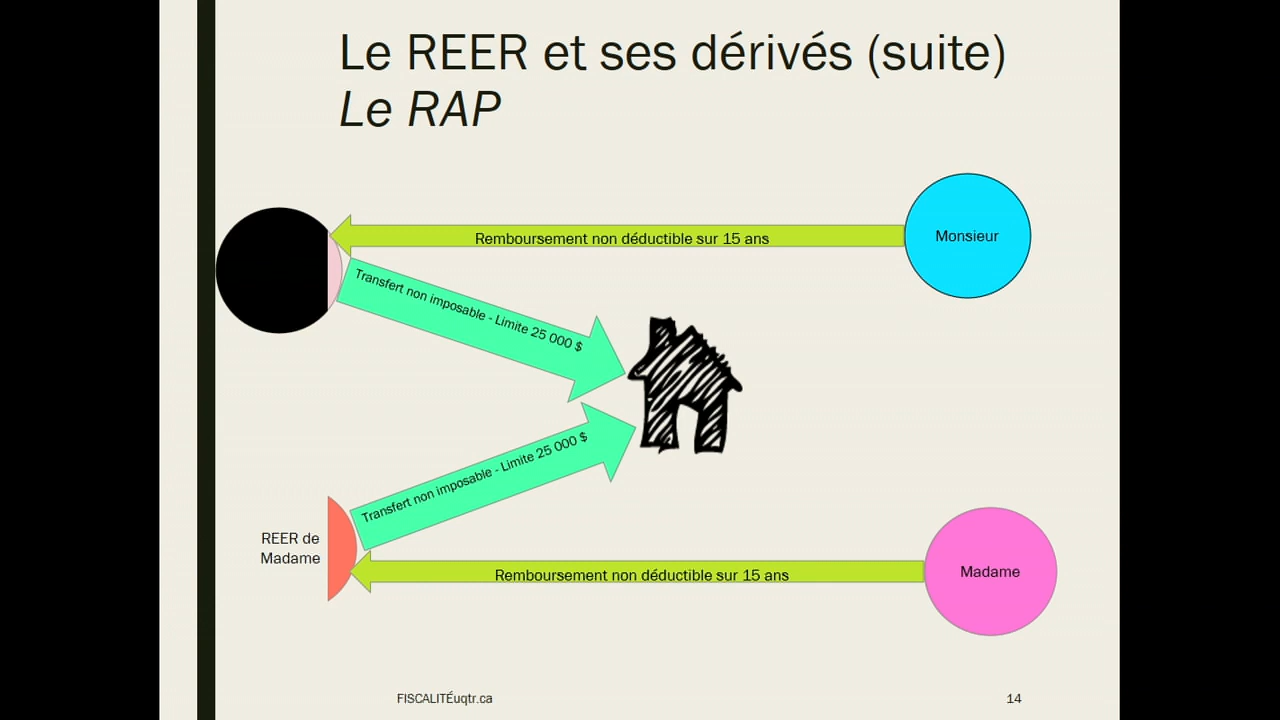 Le REER et ses dérivés (suite)
Le RAP
Remboursement non déductible sur 15 ans
Monsieur
Transfert non imposable - Limite 25 000 $
Transfert non imposable - Limite 25 000 $
REER de
Madame
Remboursement non déductible sur 15 ans
Madame
FISCALITÉuqtr.ca
14